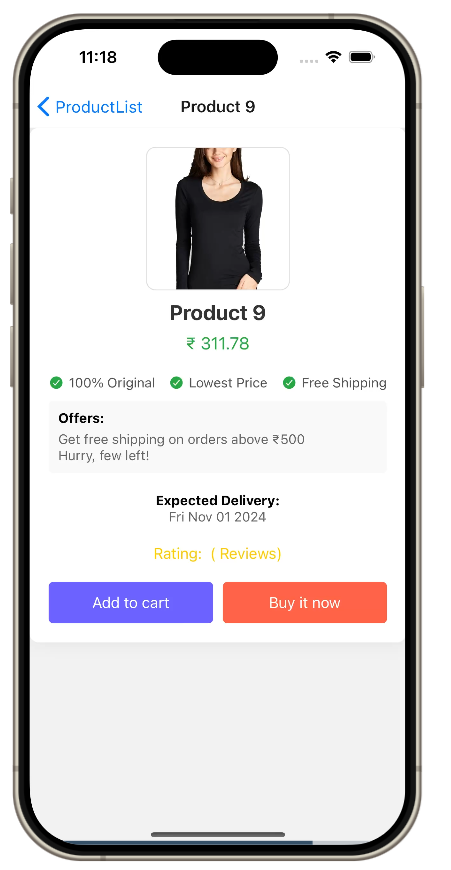 11:18
ProductList Product 9
Product 9
₹ 311.78
100% Original Lowest Price Free Shipping
Offers:
Get free shipping on orders above ₹500
Hurry, few left!
Expected Delivery:
Fri Nov 01 2024
Rating: ( Reviews)
Add to cart Buy it now